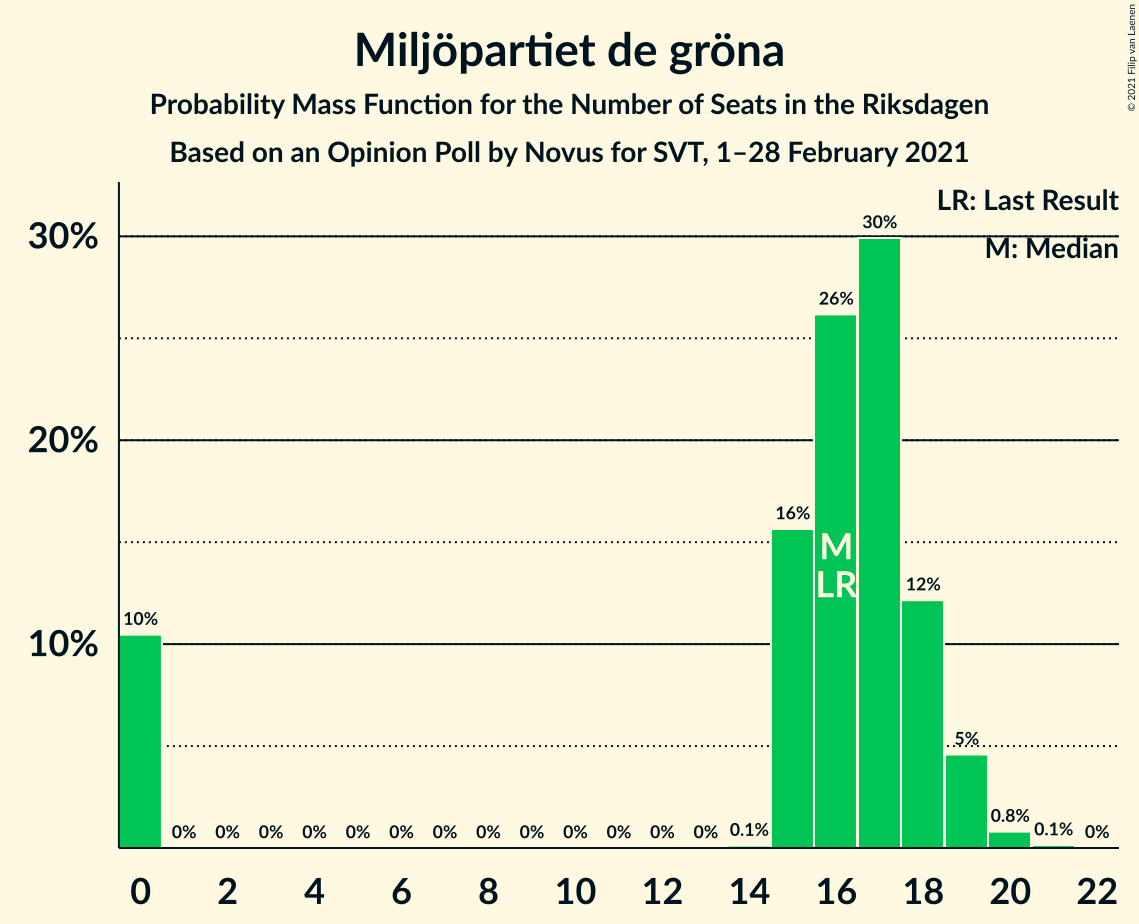 Miljöpartiet de gröna
Probability Mass Function for the Number of Seats in the Riksdagen
Based on an Opinion Poll by Novus for SVT, 1–28 February 2021
© 2021 Filip van Laenen
LR: Last Result
M: Median
30%
20%
10%
10%
0%
0%
0%
0%
0%
0%
0%
0%
0%
0%
0%
0%
0%
0.1%
16%
26%
30%
12%
5%
0.8%
0.1%
0%
M
LR
0 2 4 6 8 10 12 14 16 18 20 22